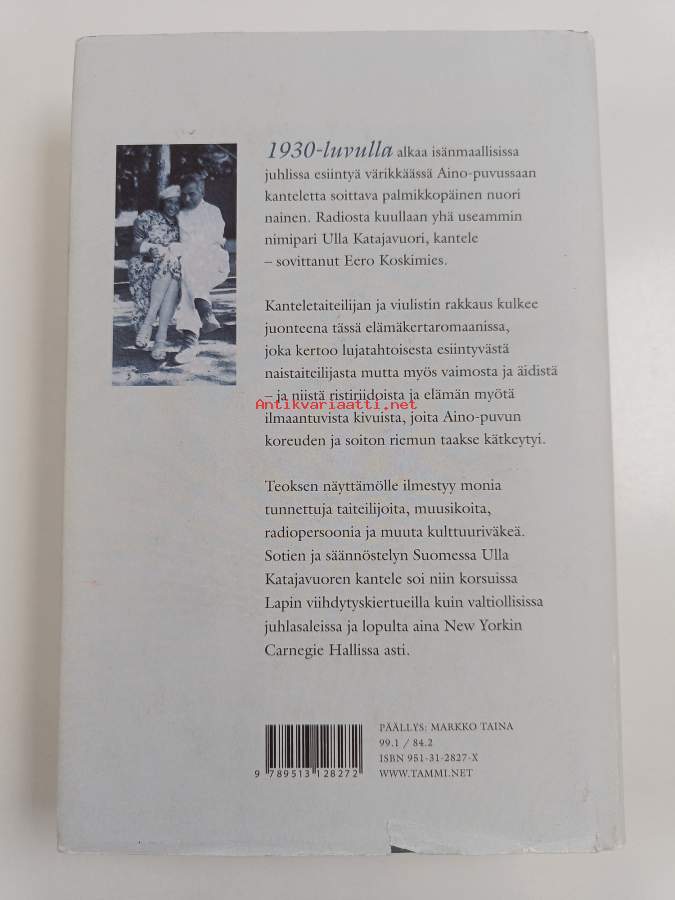 1930-luvulla alkaa isänmaallisissa
juhlissa esiintyä värikkäässä Aino-puvussaan
kanteletta soittava palmikkopäinen nuori
nainen. Radiosta kuullaan yhä useammin
nimipari Ulla Katajavuori, kantele
– sovittanut Eero Koskimies.
Kanteletaiteilijan ja viulistin rakkaus kulkee
juonteena tässä elämäkertaromaanissa,
joka kertoo lujatahtoisesta esiintyvästä
naistaiteilijasta mutta myös vaimosta ja äidistä
– ja niistä ristiriidoista ja elämän myötä
Antikvariaatti.net
ilmaantuvista kivuista, joita Aino-puvun
koreuden ja soiton riemun taakse kätkeytyi.
Teoksen näyttämölle ilmestyy monia
tunnettuja taiteilijoita, muusikoita,
radiopersoonia ja muuta kulttuuriväkeä.
Sotien ja säännöstelyn Suomessa Ulla
Katajavuoren kantele soi niin korsuissa
Lapin viihdytyskiertueilla kuin valtiollisissa
juhlasaleissa ja lopulta aina New Yorkin
Carnegie Hallissa asti.
PÄÄLLYS: MARKKO TAINA
99.1 / 84.2
ISBN 951-31-2827-X
WWW.TAMMI.NET
9 789513 128272